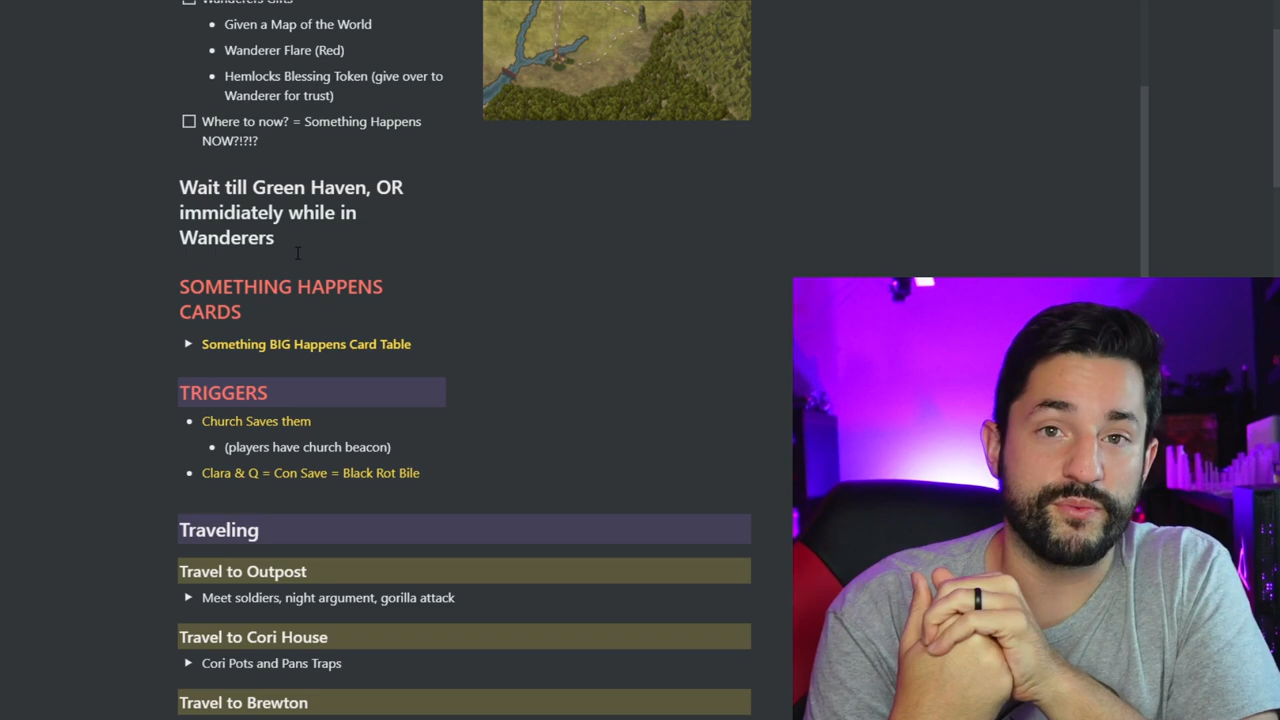 Wanderers Gifts
Given a Map of the World
Wanderer Flare (Red)
Hemlocks Blessing Token (give over to
Wanderer for trust)
Where to now? = Something Happens
NOW?!?!?
Wait till Green Haven, OR
immidiately while in
Wanderers
SOMETHING HAPPENS
CARDS
Something BIG Happens Card Table
TRIGGERS
Church Saves them
(players have church beacon)
Clara & Q = Con Save = Black Rot Bile
Traveling
Travel to Outpost
Meet soldiers, night argument, gorilla attack
Travel to Cori House
Cori Pots and Pans Traps
Travel to Brewton